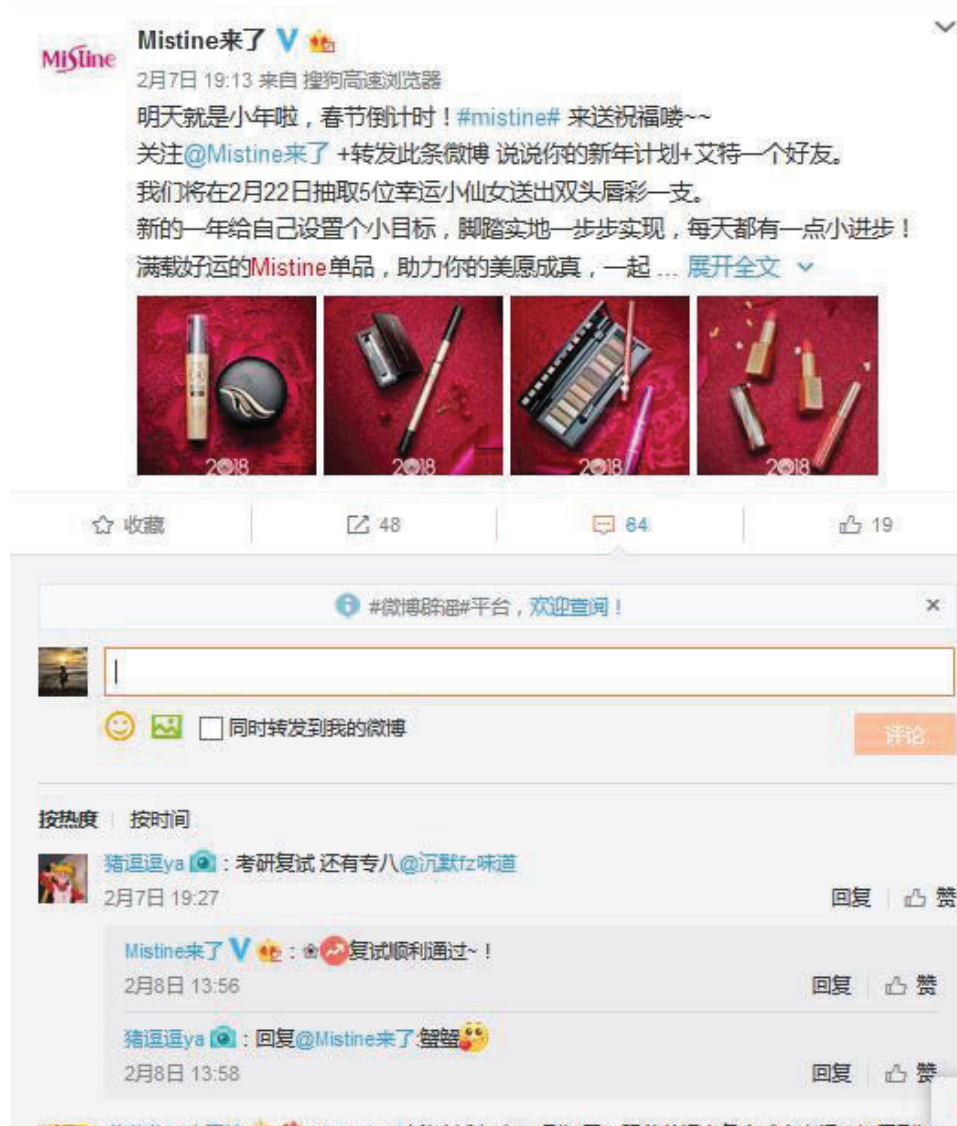 Mistine
Mistine来了
2月7日 19:13 来自 搜狗高速浏览器
明天就是小年啦，春节倒计时！#mistine# 来送祝福喽~~
关注@Mistine来了 +转发此条微博 说说你的新年计划+艾特一个好友。
我们将在2月22日抽取5位幸运小仙女送出双头唇彩一支。
新的一年给自己设置个小目标，脚踏实地一步步实现，每天都有一点小进步！
满载好运的Mistine单品，助力你的美愿成真，一起 ... 展开全文
2018 2018 2018 2018
收藏 48 64 19
#微博辟谣#平台，欢迎查阅！ ×
同时转发到我的微博 评论
按热度 按时间
猪逗逗ya：考研复试 还有专八@沉默fz味道
2月7日 19:27 回复 赞
Mistine来了：复试顺利通过~！
2月8日 13:56 回复 赞
猪逗逗ya：回复@Mistine来了:蟹蟹
2月8日 13:58 回复 赞